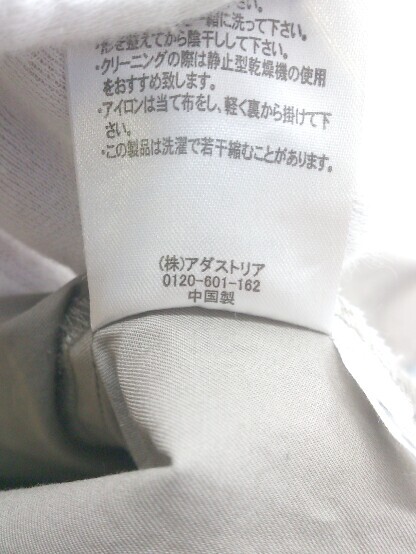 緒に洗って下さい。
を整えてから陰干しして下さい。
・クリーニングの際は静止型乾燥機の使用
をおすすめ致します。
・アイロンは当て布をし、軽く裏から掛けて下
さい。
・この製品は洗濯で若干縮むことがあります。
(株)アダストリア
0120-601-162
中国製